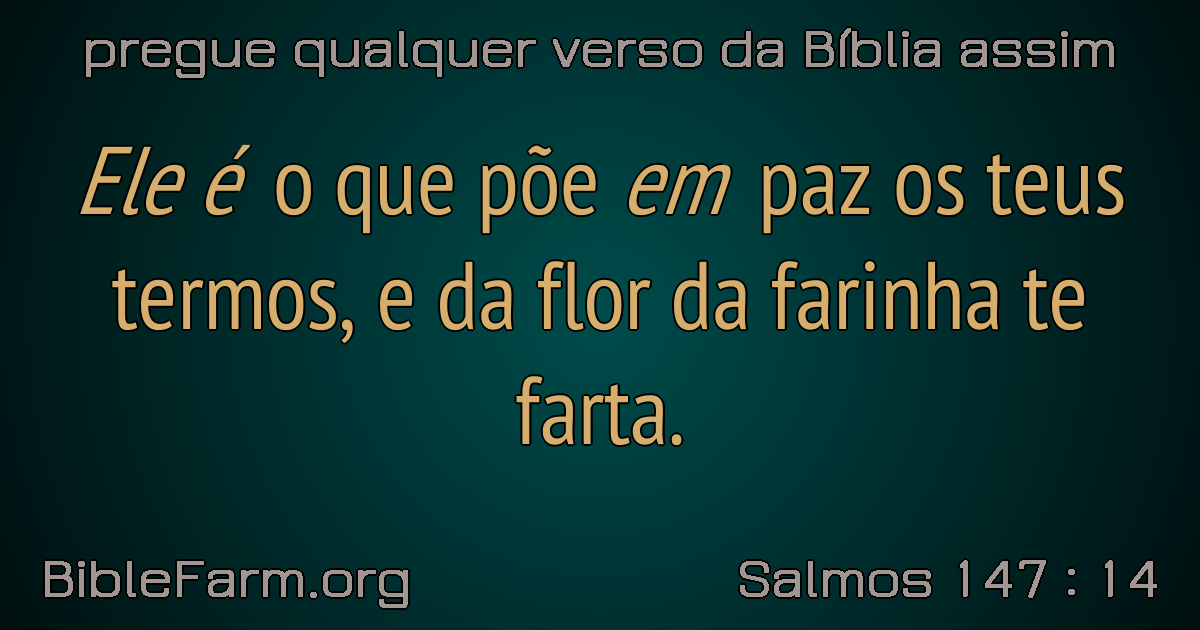 pregue qualquer verso da Bíblia assim
Ele é o que põe em paz os teus
termos, e da flor da farinha te
farta.
BibleFarm.org
Salmos 147 : 14